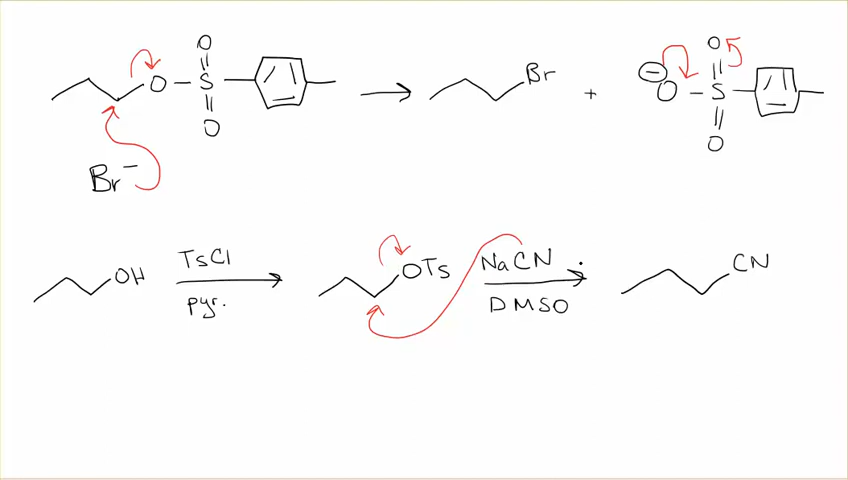 O O
O S Br ⊖ O S
O O
Br⁻ +
OH TsCl OTs NaCN CN
pyr. DMSO